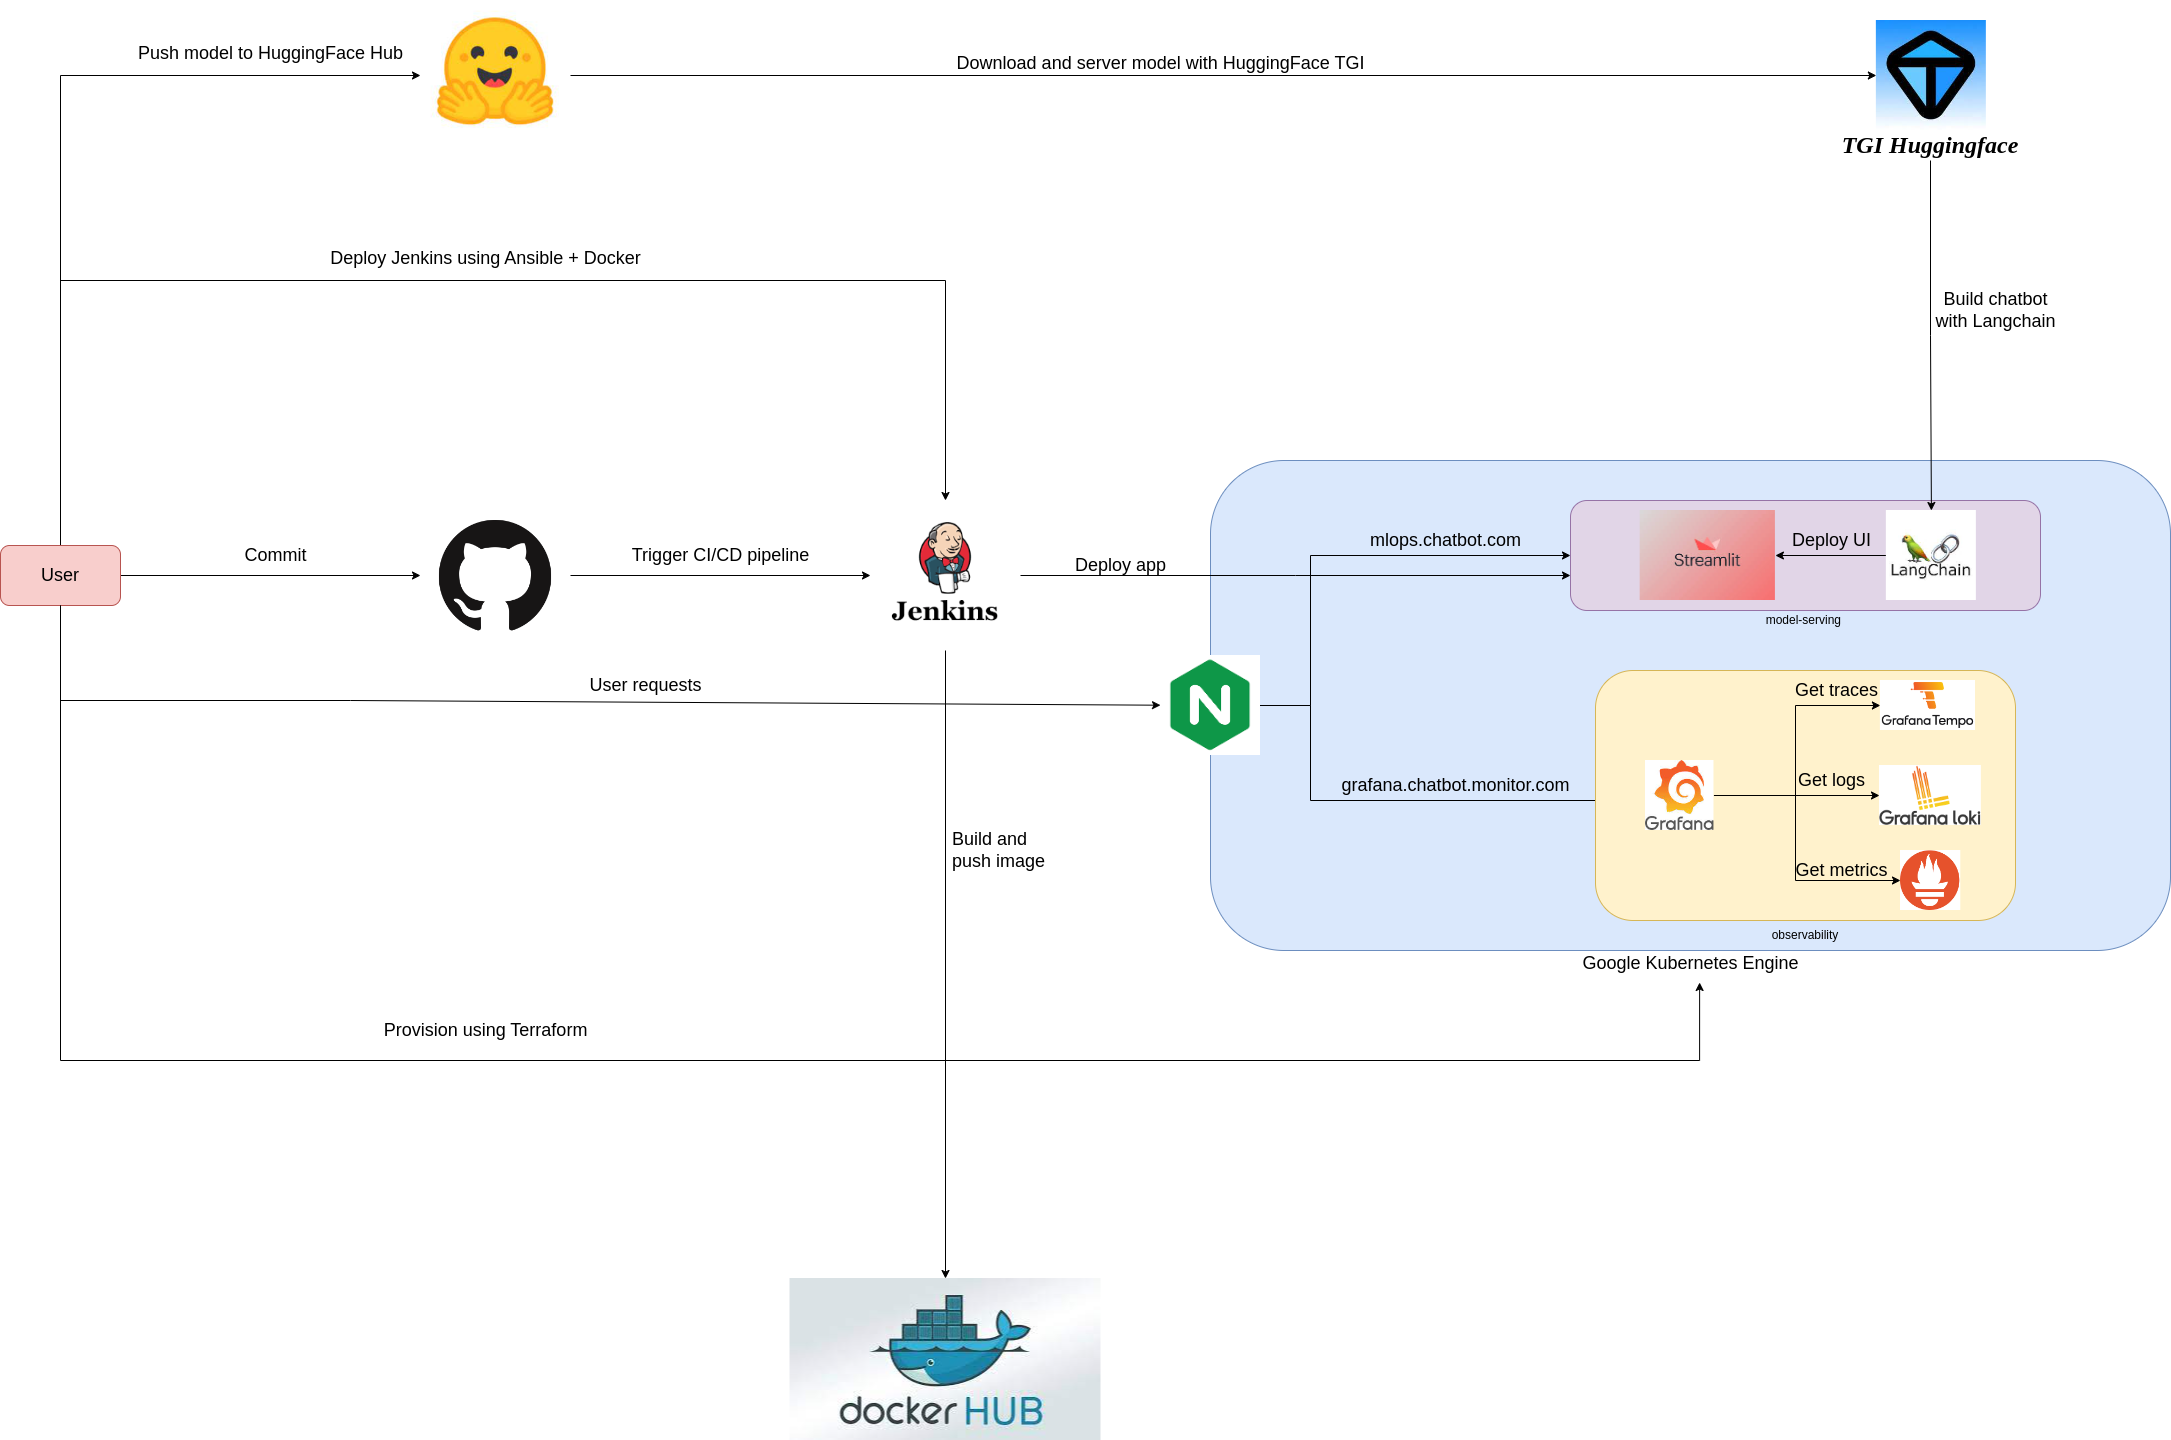 Push model to HuggingFace Hub
Download and server model with HuggingFace TGI
TGI Huggingface
Deploy Jenkins using Ansible + Docker
Build chatbot
with Langchain
User
Commit
Trigger CI/CD pipeline
Jenkins
Deploy app
mlops.chatbot.com
Streamlit
Deploy UI
LangChain
model-serving
User requests
N
grafana.chatbot.monitor.com
Grafana
Get traces
Grafana Tempo
Get logs
Grafana loki
Get metrics
observability
Google Kubernetes Engine
Build and
push image
Provision using Terraform
docker HUB